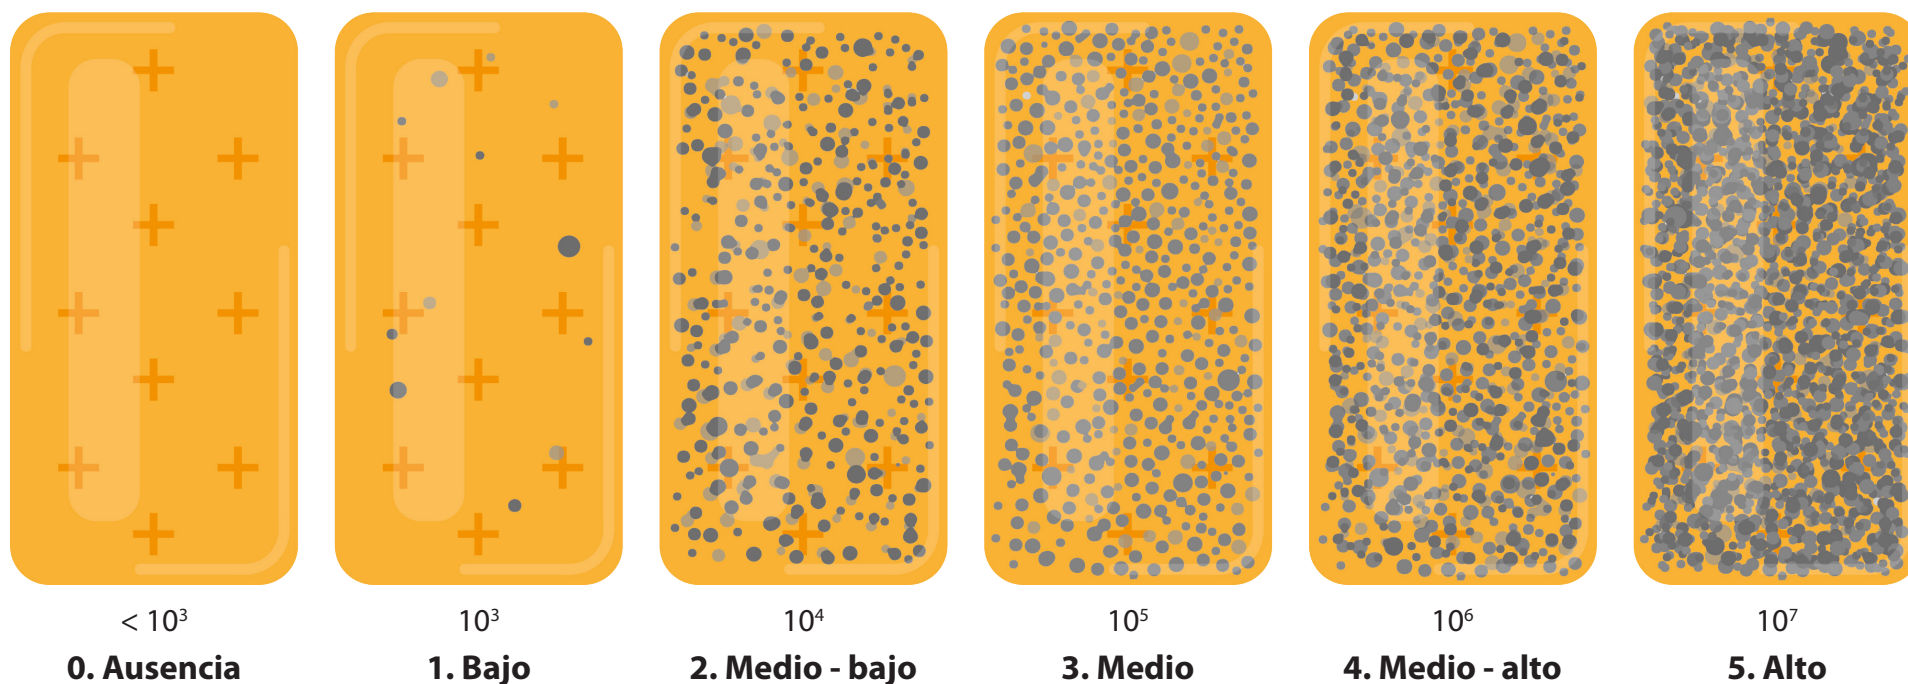 < 10³
10³
10⁴
10⁵
10⁶
10⁷
0. Ausencia
1. Bajo
2. Medio - bajo
3. Medio
4. Medio - alto
5. Alto